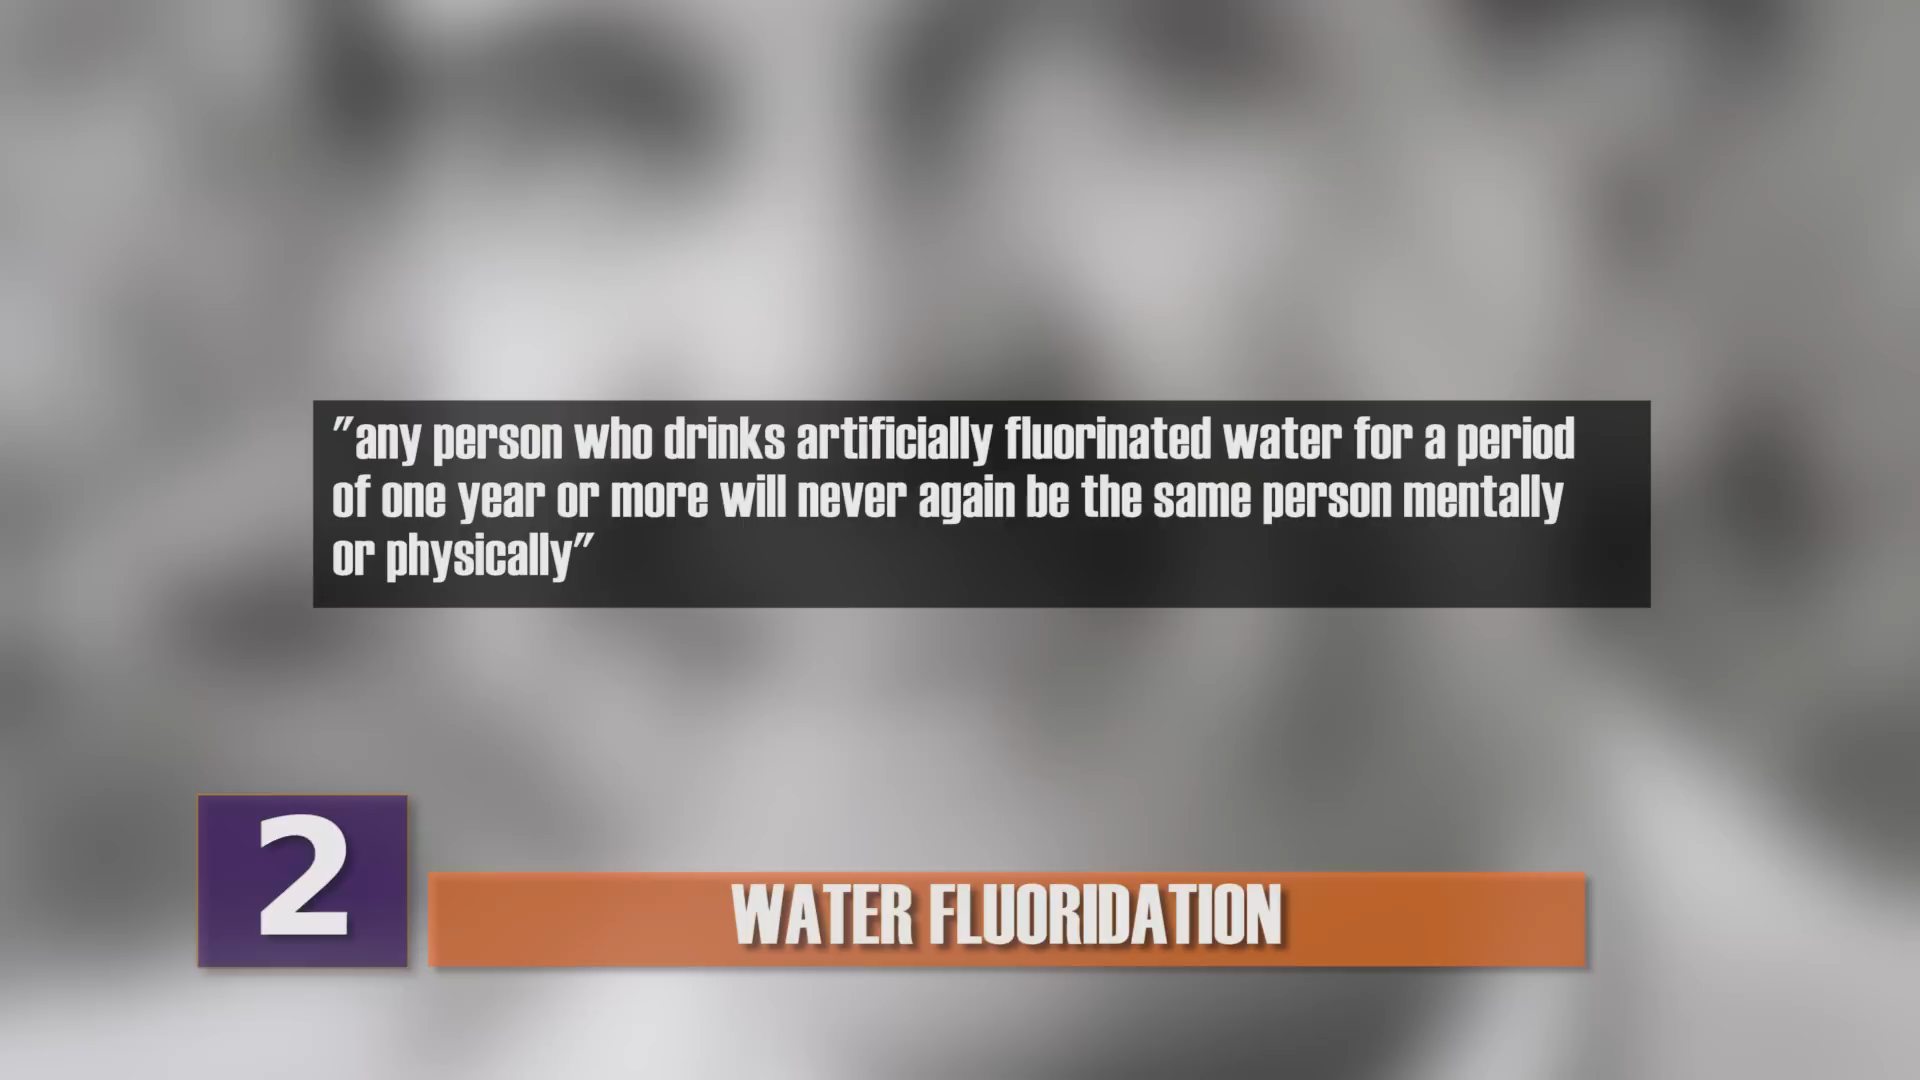 "any person who drinks artificially fluorinated water for a period
of one year or more will never again be the same person mentally
or physically"
2
WATER FLUORIDATION